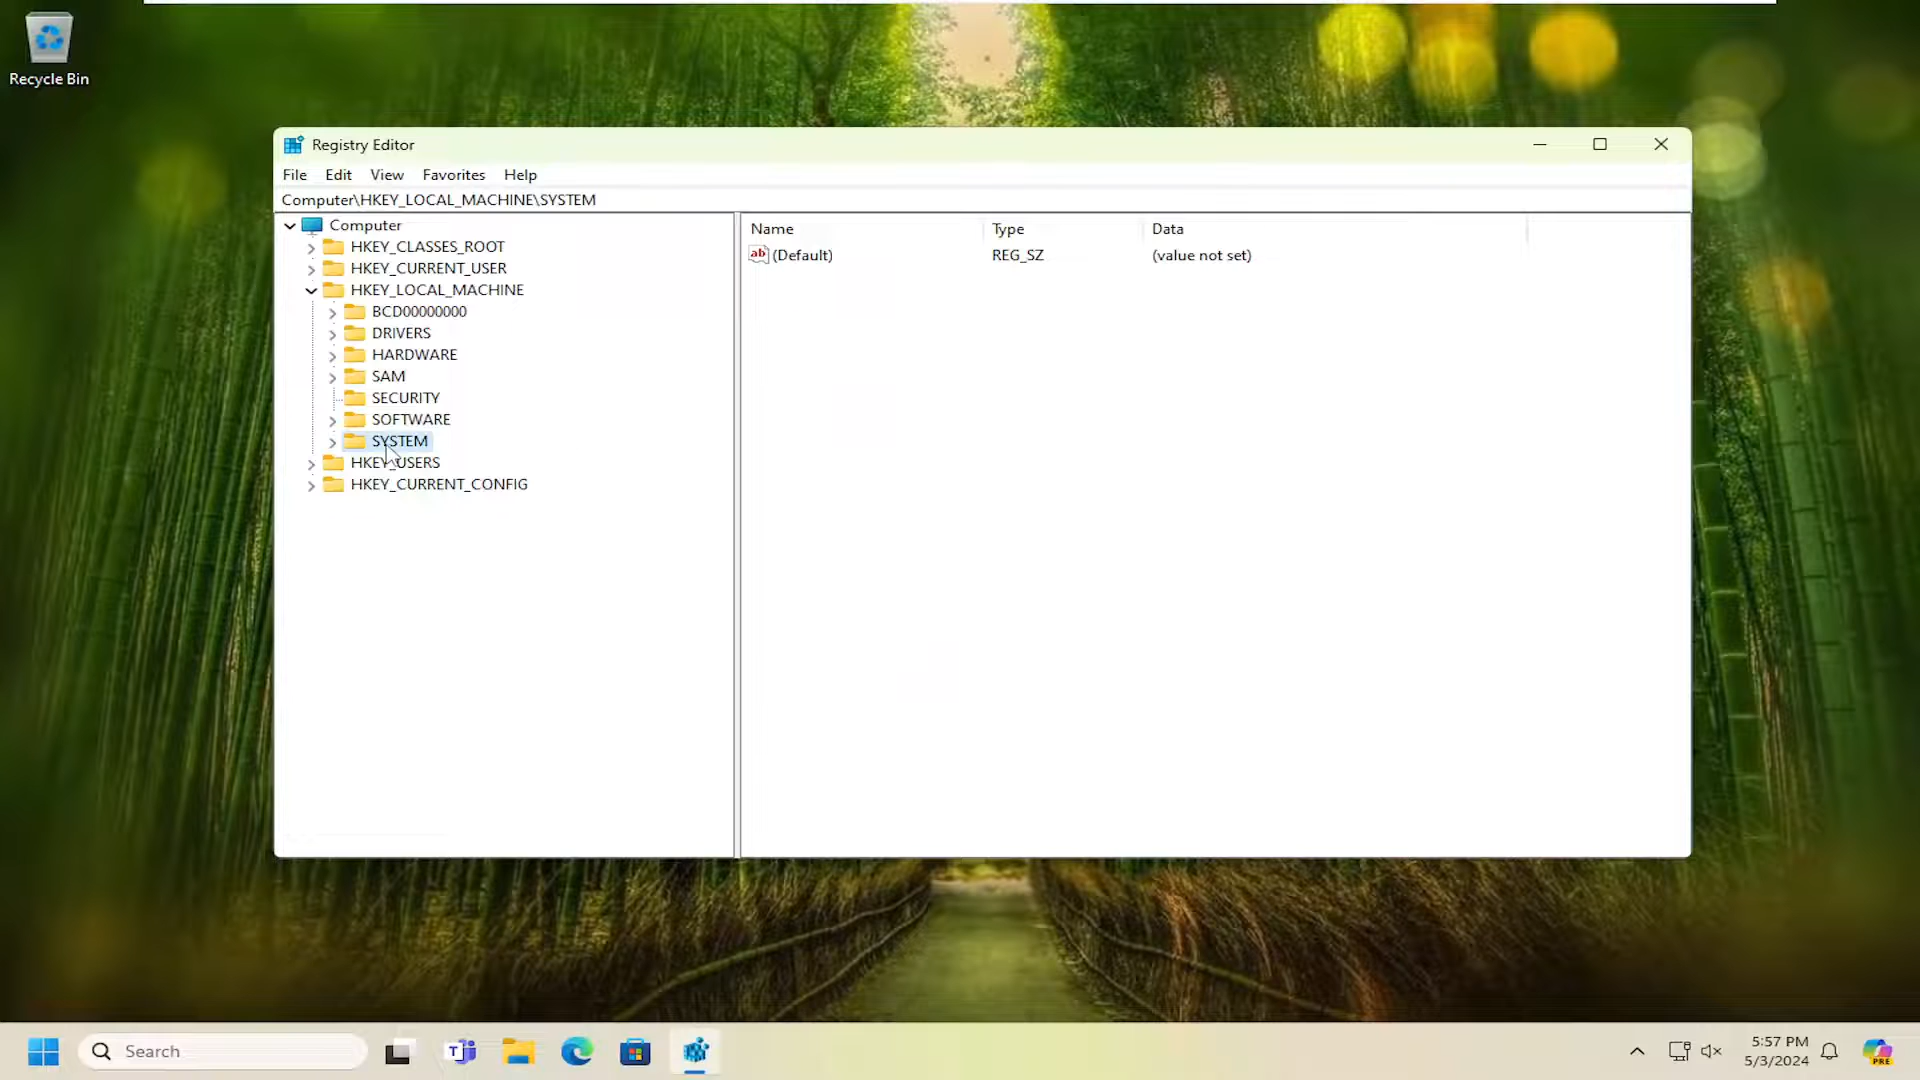 Recycle Bin
Registry Editor
File Edit View Favorites Help
Computer\HKEY_LOCAL_MACHINE\SYSTEM
Computer
HKEY_CLASSES_ROOT
HKEY_CURRENT_USER
HKEY_LOCAL_MACHINE
BCD00000000
DRIVERS
HARDWARE
SAM
SECURITY
SOFTWARE
SYSTEM
HKEY_USERS
HKEY_CURRENT_CONFIG
Name Type Data
ab (Default) REG_SZ (value not set)
Search
T
5:57 PM
5/3/2024
PRE